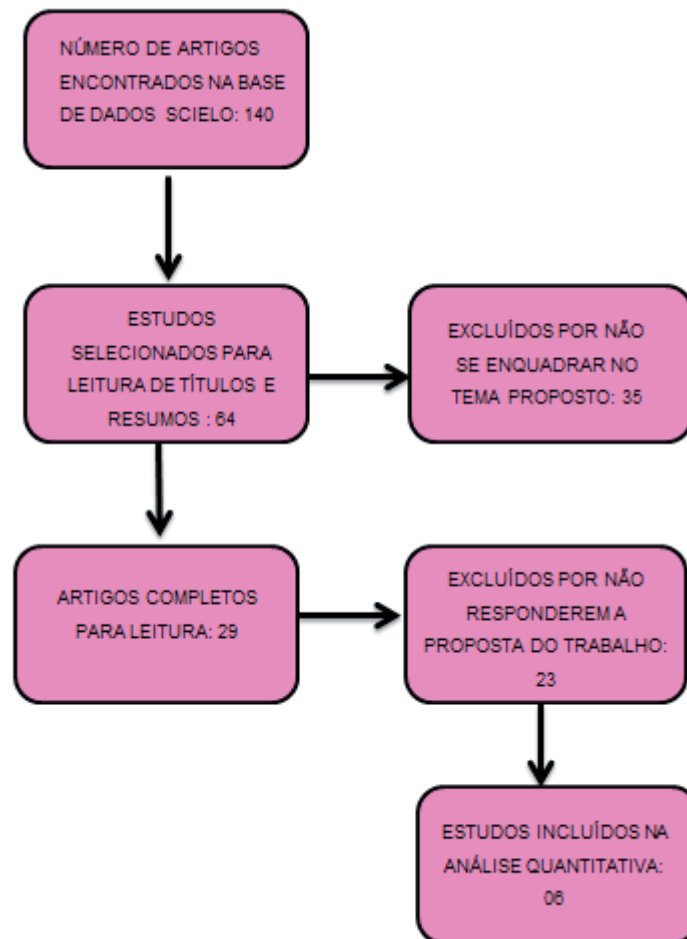 NÚMERO DE ARTIGOS
ENCONTRADOS NA BASE
DE DADOS SCIELO: 140
ESTUDOS
SELECIONADOS PARA
LEITURA DE TÍTULOS E
RESUMOS : 64
EXCLUÍDOS POR NÃO
SE ENQUADRAR NO
TEMA PROPOSTO: 35
ARTIGOS COMPLETOS
PARA LEITURA: 29
EXCLUÍDOS POR NÃO
RESPONDEREM A
PROPOSTA DO TRABALHO:
23
ESTUDOS INCLUÍDOS NA
ANÁLISE QUANTITATIVA:
06